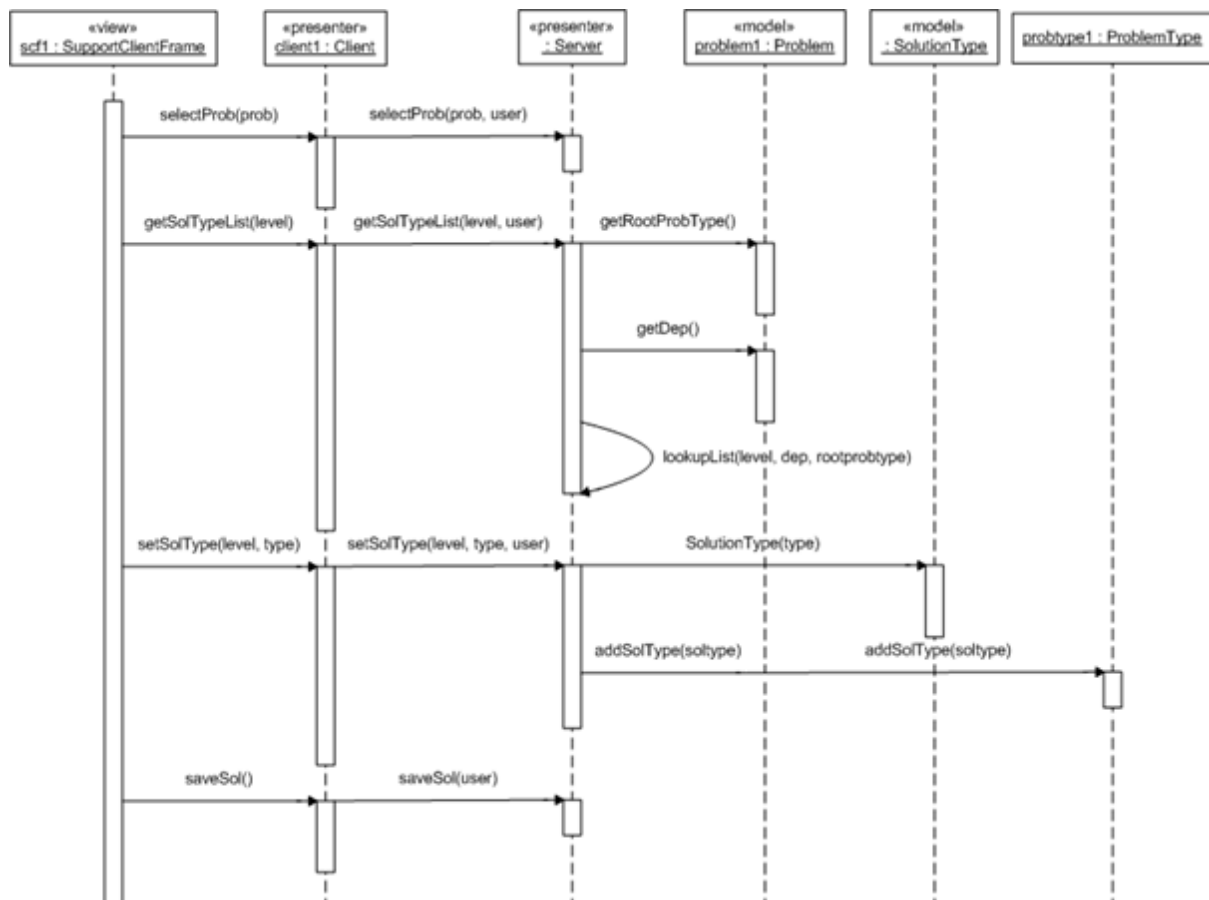 «view»
scf1 : SupportClientFrame
«presenter»
client1 : Client
«presenter»
: Server
«model»
problem1 : Problem
«model»
: SolutionType
probtype1 : ProblemType
selectProb(prob)
selectProb(prob, user)
getSolTypeList(level)
getSolTypeList(level, user)
getRootProbType()
getDep()
lookupList(level, dep, rootprobtype)
setSolType(level, type)
setSolType(level, type, user)
SolutionType(type)
addSolType(soltype)
addSolType(soltype)
saveSol()
saveSol(user)